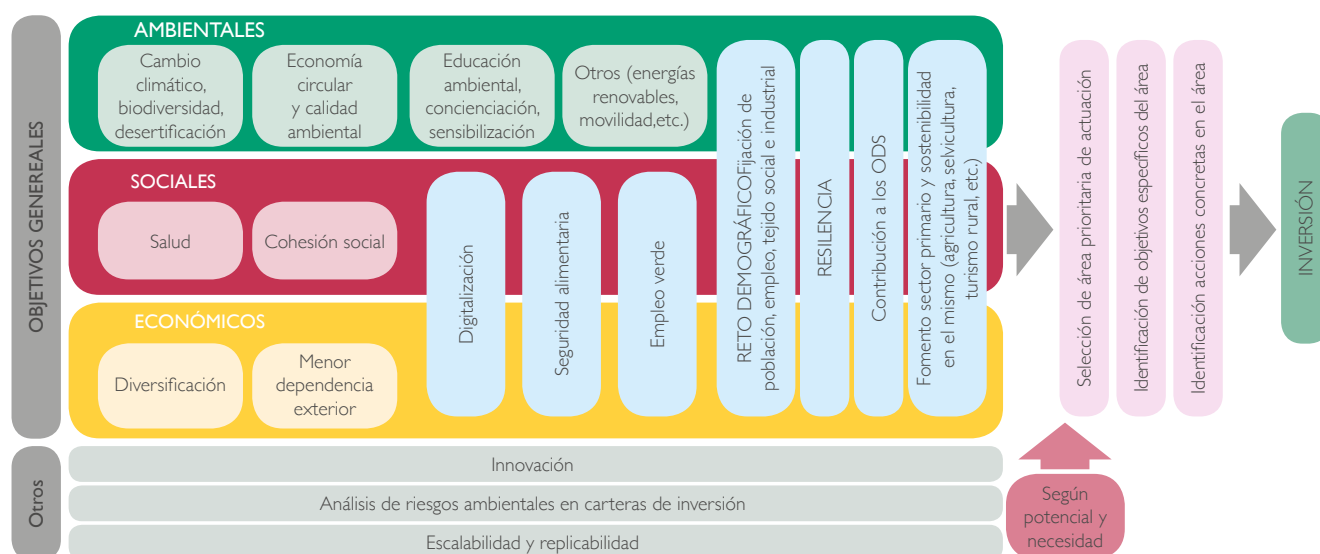 OBJETIVOS GENEREALES
AMBIENTALES
Cambio
climático,
biodiversidad,
desertificación
Economía
circular
y calidad
ambiental
Educación
ambiental,
concienciación,
sensibilización
Otros (energías
renovables,
movilidad,etc.)
SOCIALES
Salud
Cohesión social
ECONÓMICOS
Diversificación
Menor
dependencia
exterior
Digitalización
Seguridad alimentaria
Empleo verde
RETO DEMOGRÁFICOFijación de
población, empleo, tejido social e industrial
RESILENCIA
Contribución a los ODS
Fomento sector primario y sostenibilidad
en el mismo (agricultura, selvicultura,
turismo rural, etc.)
Selección de área prioritaria de actuación
Identificación de objetivos específicos del área
Identificación acciones concretas en el área
INVERSIÓN
Otros
Innovación
Análisis de riesgos ambientales en carteras de inversión
Escalabilidad y replicabilidad
Según
potencial y
necesidad